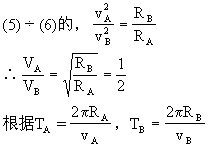 (5)÷(6)的，v_A²/v_B² = R_B/R_A
∴ V_A/V_B = √(R_B/R_A) = 1/2
根据T_A = 2πR_A/v_A，T_B = 2πR_B/v_B